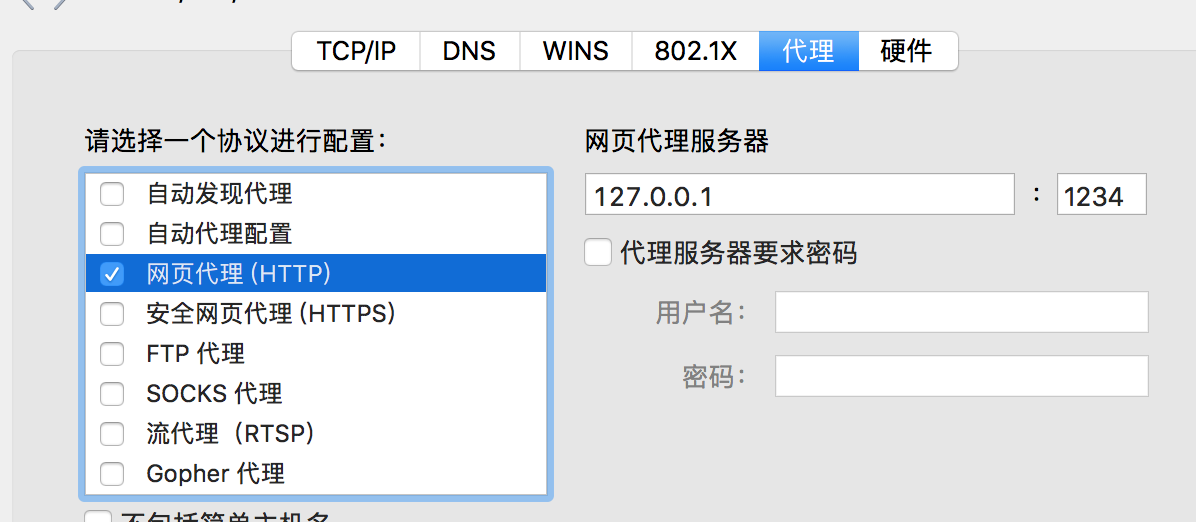 TCP/IP DNS WINS 802.1X 代理 硬件
请选择一个协议进行配置：
自动发现代理
自动代理配置
网页代理 (HTTP)
安全网页代理 (HTTPS)
FTP 代理
SOCKS 代理
流代理（RTSP）
Gopher 代理
不包括简单主机名
网页代理服务器
127.0.0.1 : 1234
代理服务器要求密码
用户名：
密码：